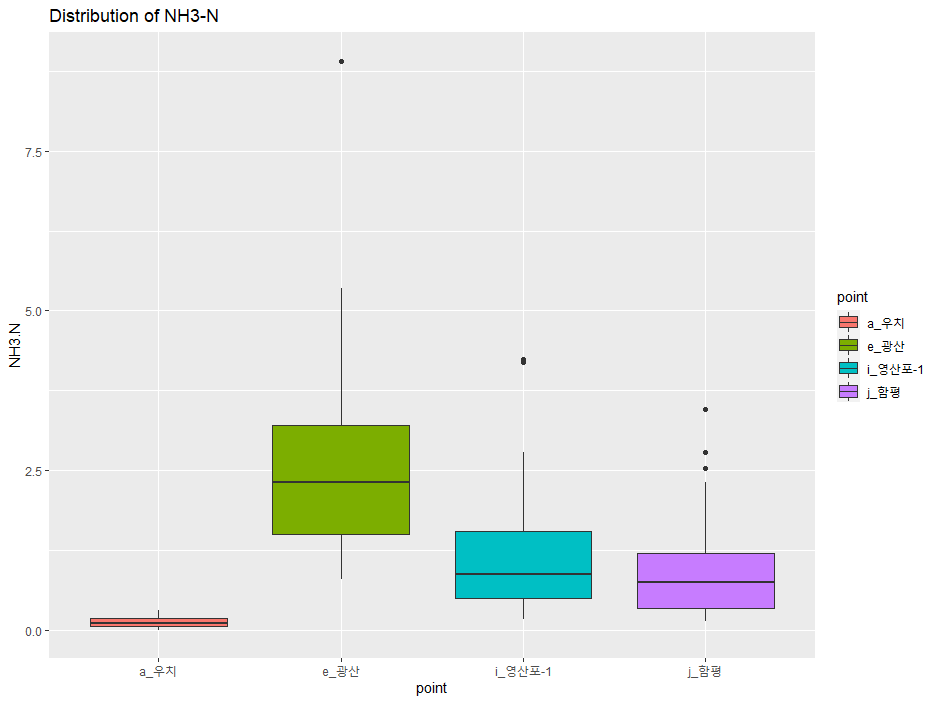 Distribution of NH3-N
NH3.N
7.5
5.0
2.5
0.0
a_우치
e_광산
i_영산포-1
j_함평
point
point
a_우치
e_광산
i_영산포-1
j_함평